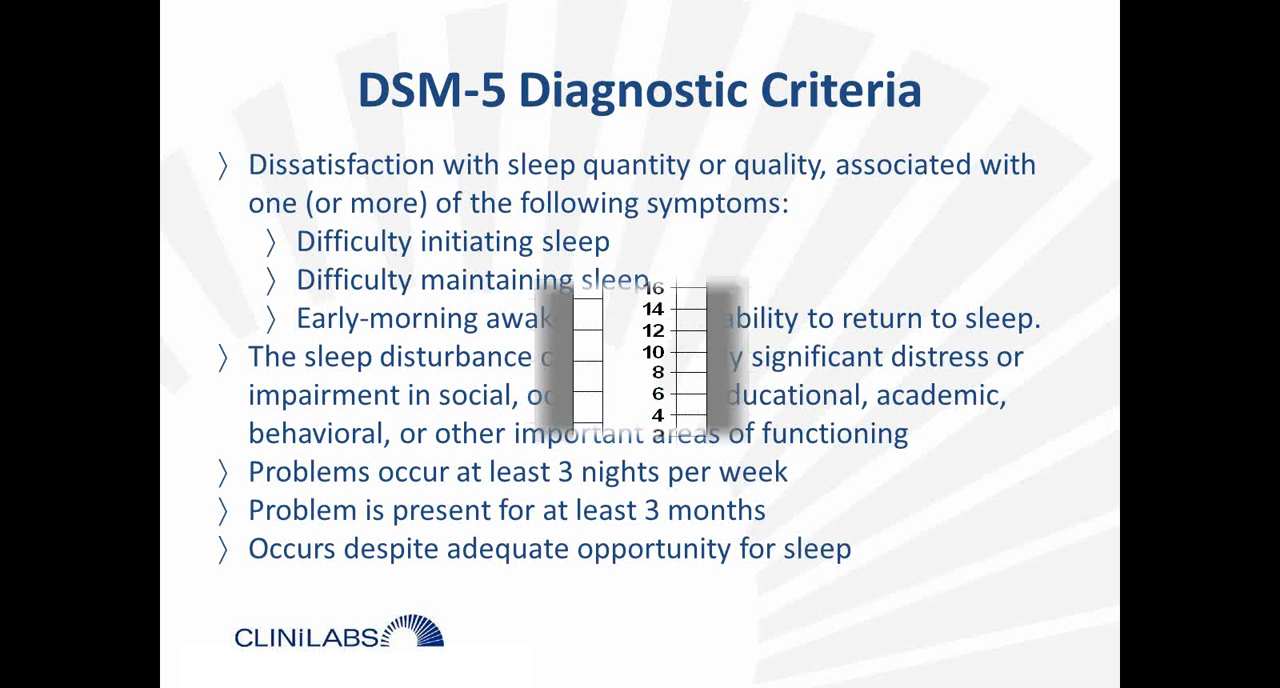 DSM-5 Diagnostic Criteria
〉 Dissatisfaction with sleep quantity or quality, associated with
one (or more) of the following symptoms:
〉 Difficulty initiating sleep
〉 Difficulty maintaining sleep
〉 Early-morning to return to sleep.
〉 The sleep disturbance significant distress or
impairment in social, academic,
behavioral, or other important areas of functioning
〉 Problems occur at least 3 nights per week
〉 Problem is present for at least 3 months
〉 Occurs despite adequate opportunity for sleep
16
14
12
10
8
6
4
CLINiLABS